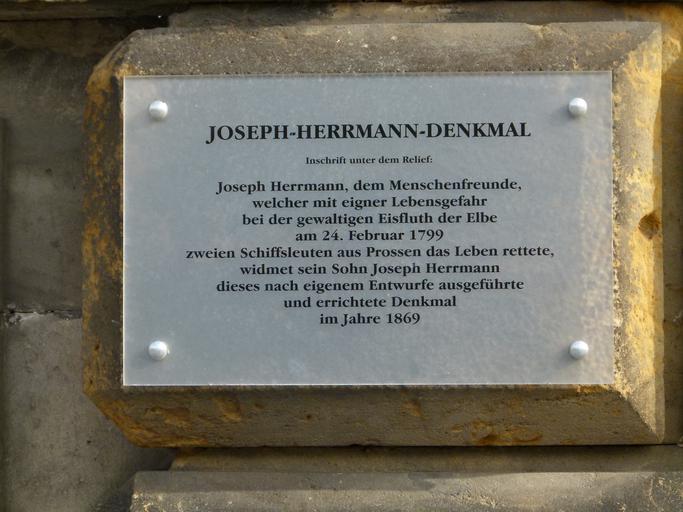 JOSEPH-HERRMANN-DENKMAL
Inschrift unter dem Relief:
Joseph Herrmann, dem Menschenfreunde,
welcher mit eigner Lebensgefahr
bei der gewaltigen Eisfluth der Elbe
am 24. Februar 1799
zweien Schiffsleuten aus Prossen das Leben rettete,
widmet sein Sohn Joseph Herrmann
dieses nach eigenem Entwurfe ausgeführte
und errichtete Denkmal
im Jahre 1869